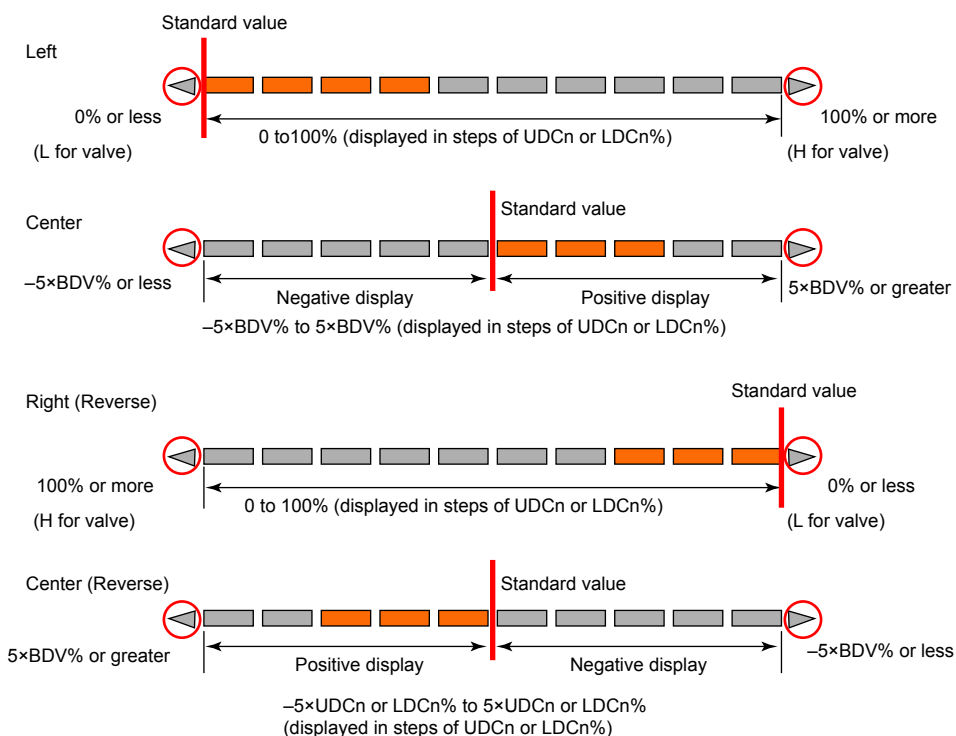 Standard value
Left
0% or less
(L for valve)
0 to100% (displayed in steps of UDCn or LDCn%)
100% or more
(H for valve)
Center
Standard value
–5×BDV% or less
Negative display
Positive display
5×BDV% or greater
–5×BDV% to 5×BDV% (displayed in steps of UDCn or LDCn%)
Right (Reverse)
Standard value
100% or more
(H for valve)
0 to 100% (displayed in steps of UDCn or LDCn%)
0% or less
(L for valve)
Center (Reverse)
Standard value
5×BDV% or greater
Positive display
Negative display
–5×BDV% or less
–5×UDCn or LDCn% to 5×UDCn or LDCn%
(displayed in steps of UDCn or LDCn%)